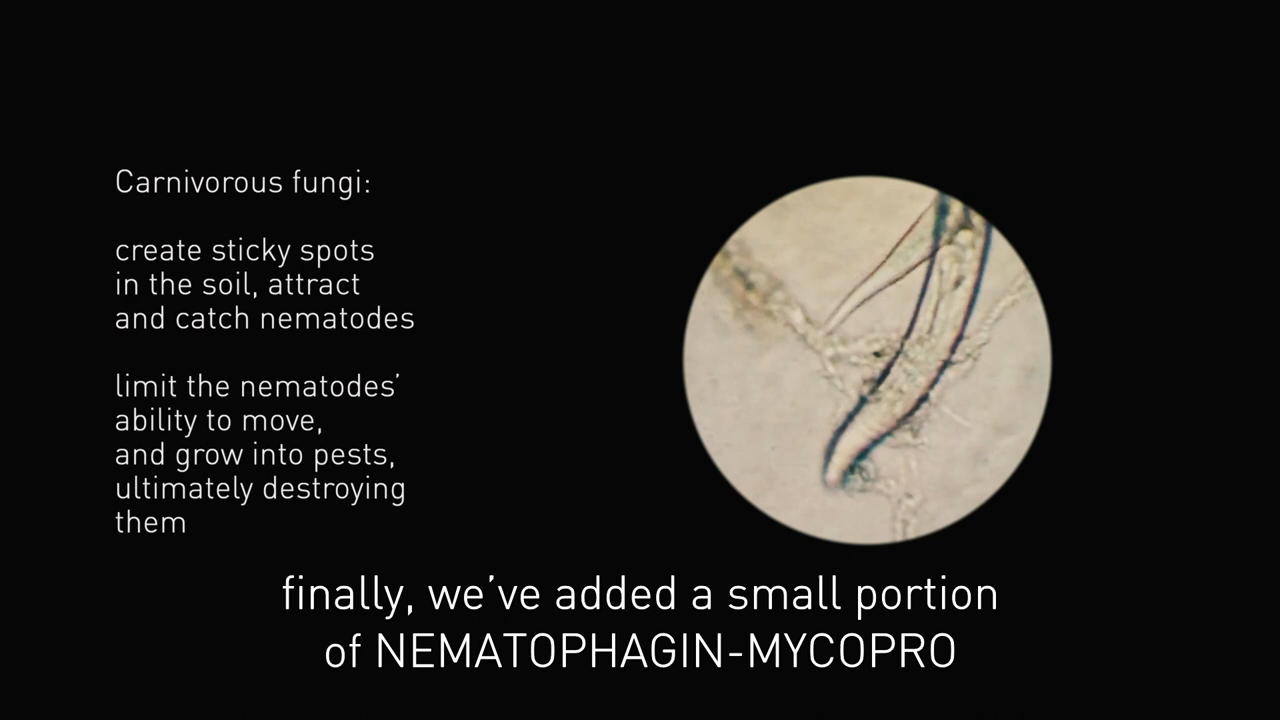 Carnivorous fungi:
create sticky spots
in the soil, attract
and catch nematodes
limit the nematodes’
ability to move,
and grow into pests,
ultimately destroying
them
finally, we’ve added a small portion
of NEMATOPHAGIN-MYCOPRO